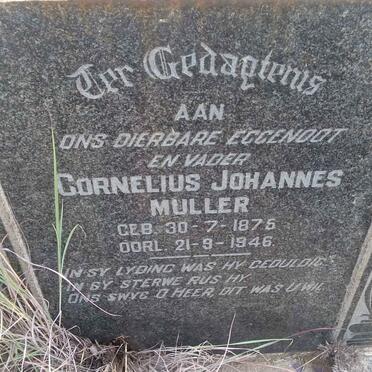 Ter Gedagtenis
AAN
ONS DIERBARE EGGENOOT
EN VADER
CORNELIUS JOHANNES
MULLER
GEB. 30-7-1875
OORL. 21-9-1946
IN SY LYDING WAS HY GEDULDIG
IN SY STERWE RUS HY
ONS SWYG O HEER, DIT WAS U WIL